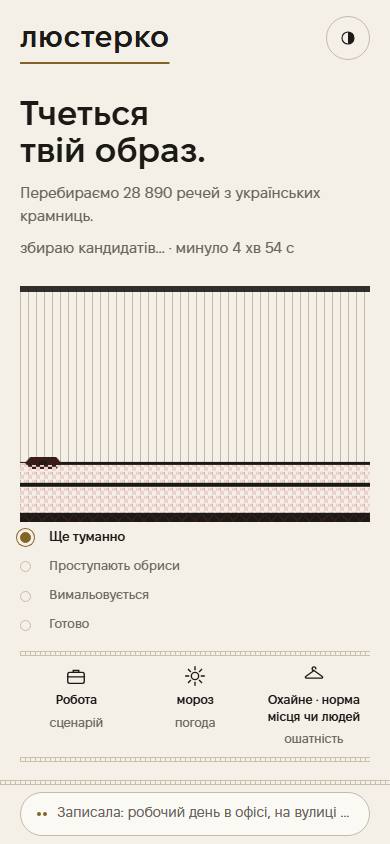 люстерко
Тчеться
твій образ.
Перебираємо 28 890 речей з українських
крамниць.
збираю кандидатів... · минуло 4 хв 54 с
Ще туманно
Проступають обриси
Вимальовується
Готово
Робота
сценарій
мороз
погода
Охайне · норма
місця чи людей
ошатність
Записала: робочий день в офісі, на вулиці ...